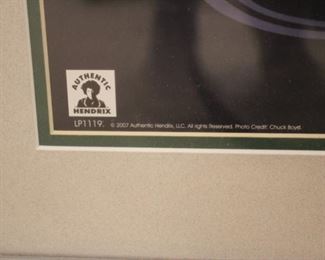 AUTHENTIC
HENDRIX
LP1119. © 2007 Authentic Hendrix, LLC. All rights Reserved. Photo Credit: Chuck Boyd.